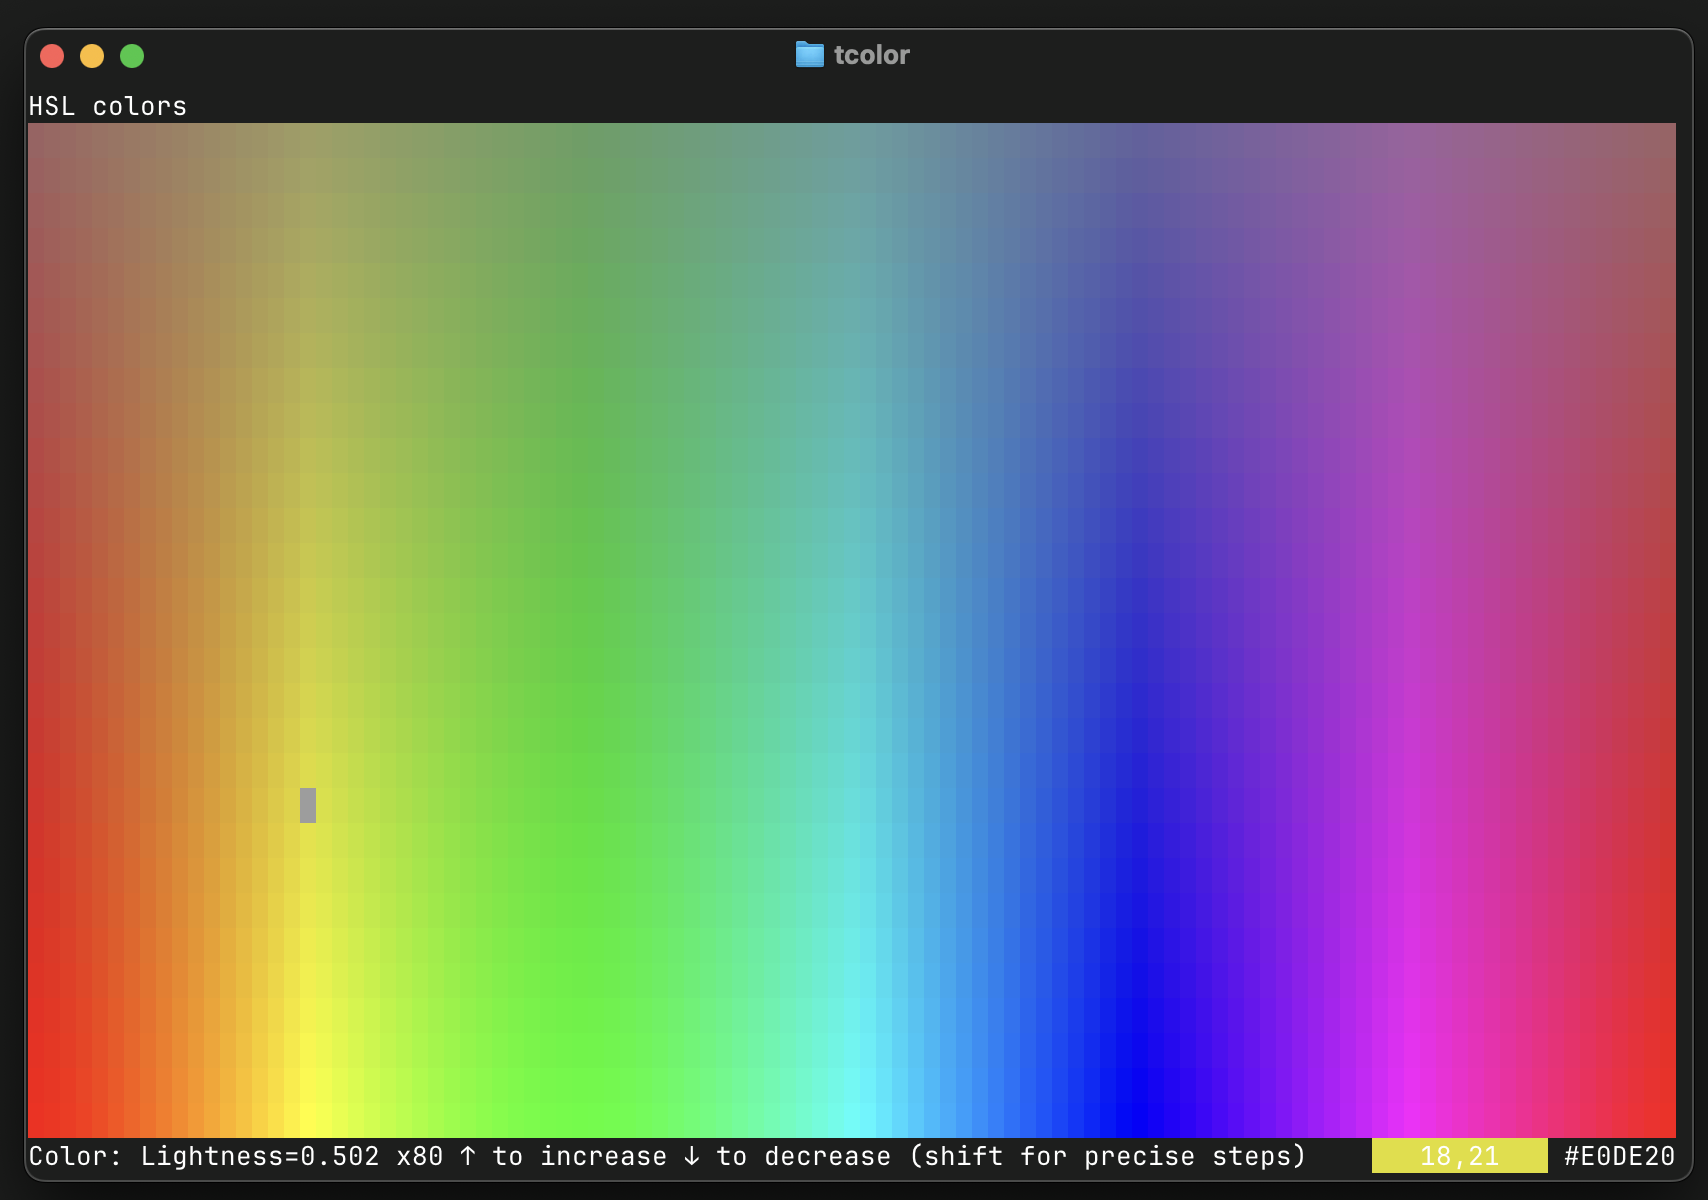 tcolor
HSL colors
Color: Lightness=0.502 x80 ↑ to increase ↓ to decrease (shift for precise steps) 18,21 #E0DE20